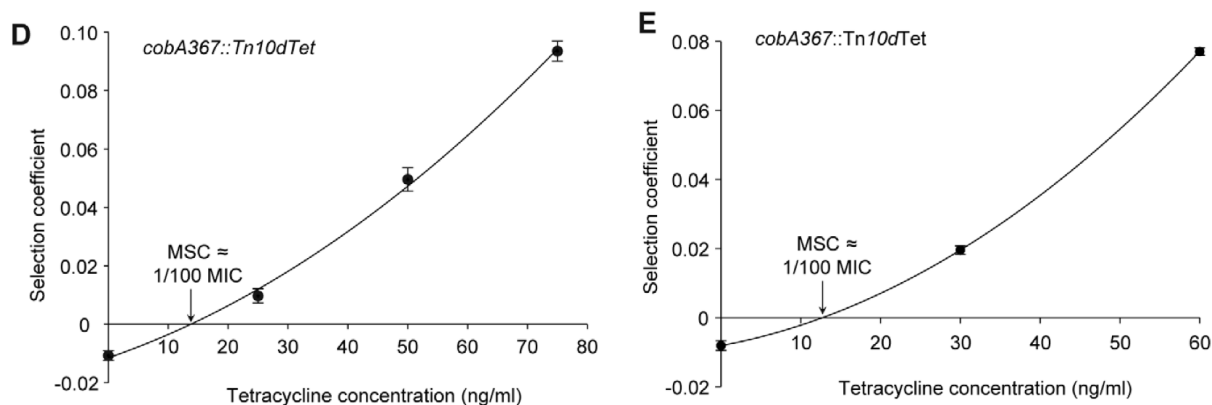 D
cobA367::Tn10dTet
0.10
0.08
0.06
0.04
0.02
0
-0.02
Selection coefficient
MSC ≈
1/100 MIC
10 20 30 40 50 60 70 80
Tetracycline concentration (ng/ml)
E
cobA367::Tn10dTet
0.08
0.06
0.04
0.02
0
-0.02
Selection coefficient
MSC ≈
1/100 MIC
10 20 30 40 50 60
Tetracycline concentration (ng/ml)